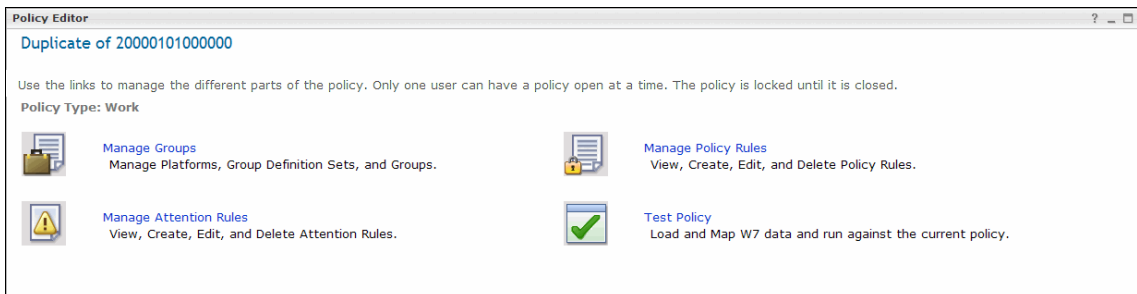 Policy Editor ?
Duplicate of 20000101000000
Use the links to manage the different parts of the policy. Only one user can have a policy open at a time. The policy is locked until it is closed.
Policy Type: Work
Manage Groups
Manage Platforms, Group Definition Sets, and Groups.
Manage Policy Rules
View, Create, Edit, and Delete Policy Rules.
Manage Attention Rules
View, Create, Edit, and Delete Attention Rules.
Test Policy
Load and Map W7 data and run against the current policy.